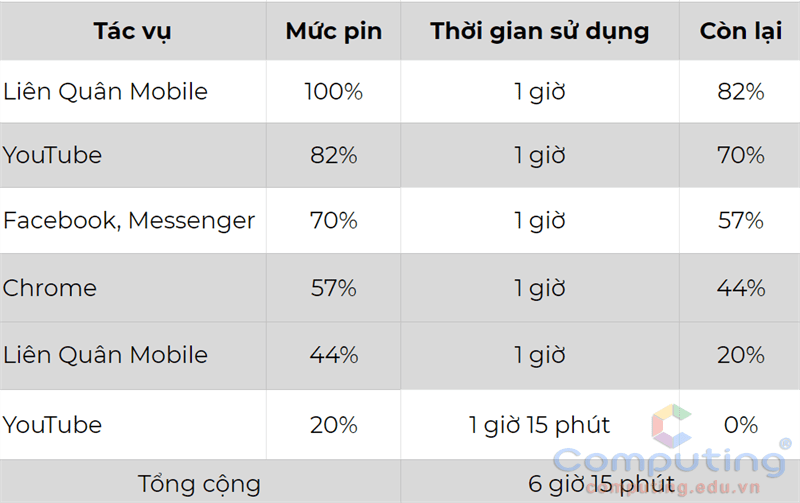 Tác vụ Mức pin Thời gian sử dụng Còn lại
Liên Quân Mobile 100% 1 giờ 82%
YouTube 82% 1 giờ 70%
Facebook, Messenger 70% 1 giờ 57%
Chrome 57% 1 giờ 44%
Liên Quân Mobile 44% 1 giờ 20%
YouTube 20% 1 giờ 15 phút 0%
Computing®
Tổng cộng 6 giờ 15 phút
computing.edu.vn